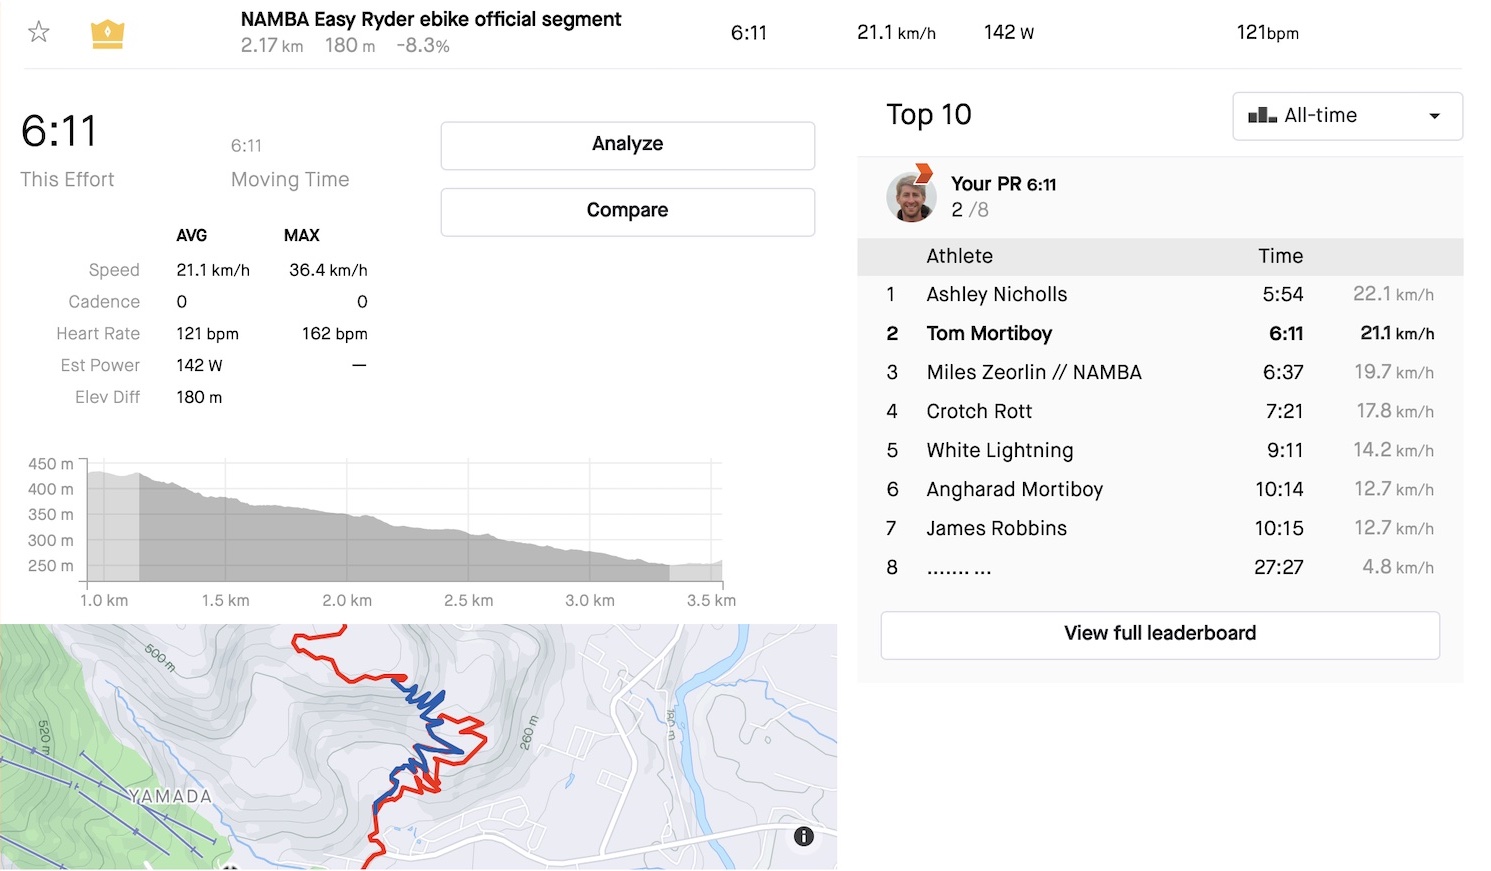 NAMBA Easy Ryder ebike official segment
2.17 km 180 m -8.3%
6:11 21.1 km/h 142 W 121bpm
6:11
This Effort
6:11
Moving Time
Analyze
Compare
AVG MAX
Speed 21.1 km/h 36.4 km/h
Cadence 0 0
Heart Rate 121 bpm 162 bpm
Est Power 142 W —
Elev Diff 180 m
450 m
400 m
350 m
300 m
250 m
1.0 km 1.5 km 2.0 km 2.5 km 3.0 km 3.5 km
500 m
520 m
260 m
180 m
YAMADA
Top 10
All-time
Your PR 6:11
2 /8
Athlete Time
1 Ashley Nicholls 5:54 22.1 km/h
2 Tom Mortiboy 6:11 21.1 km/h
3 Miles Zeorlin // NAMBA 6:37 19.7 km/h
4 Crotch Rott 7:21 17.8 km/h
5 White Lightning 9:11 14.2 km/h
6 Angharad Mortiboy 10:14 12.7 km/h
7 James Robbins 10:15 12.7 km/h
8 ....... ... 27:27 4.8 km/h
View full leaderboard